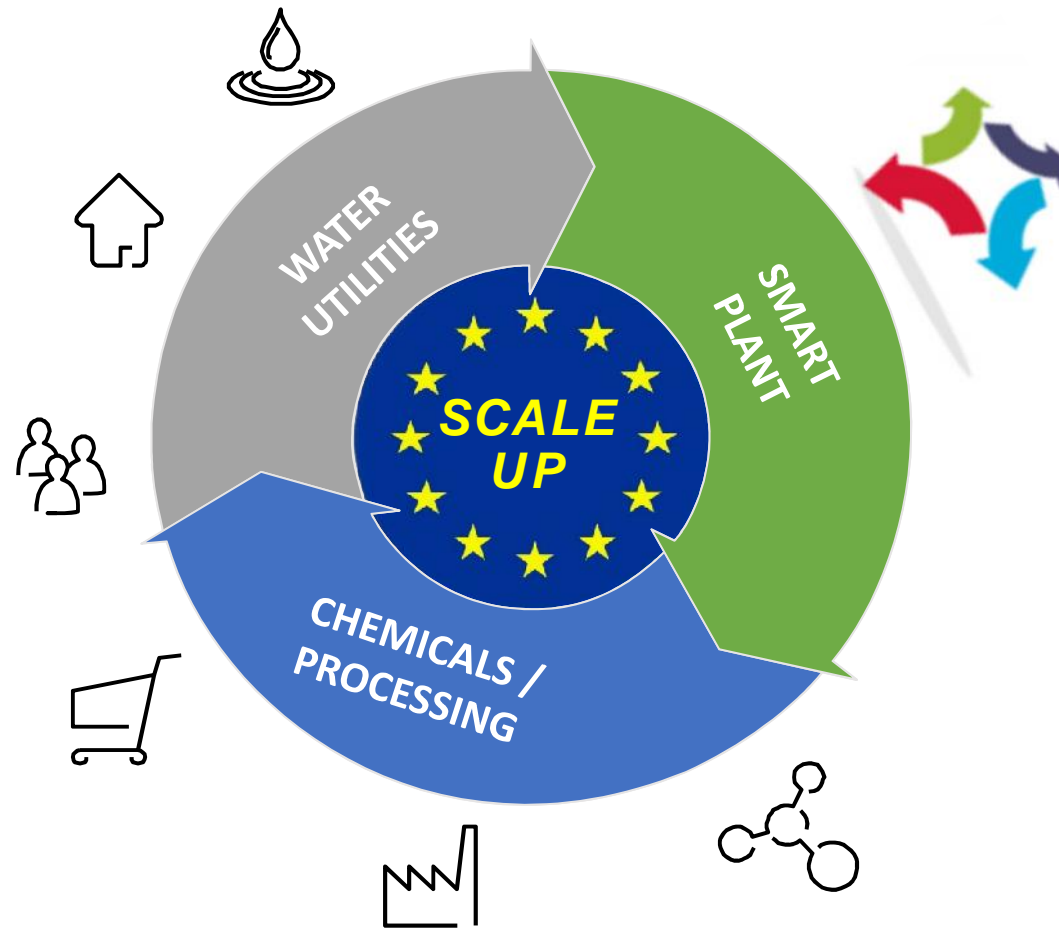 WATER
UTILITIES
SMART
PLANT
SCALE
UP
CHEMICALS /
PROCESSING